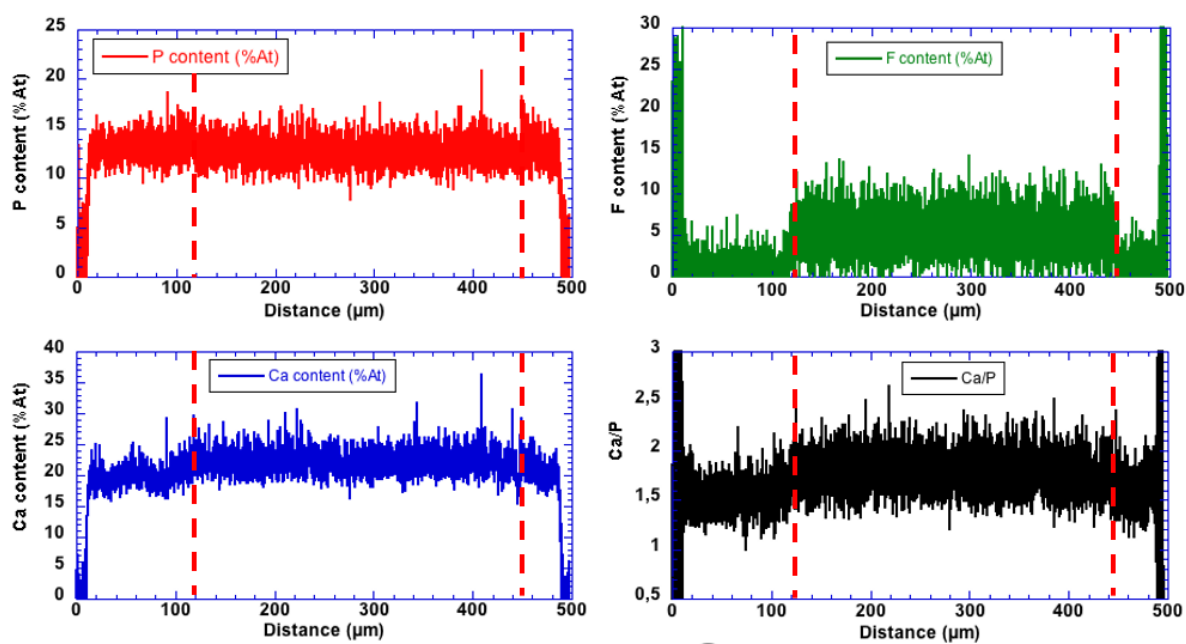 P content (%At)
P content (%At)
25
20
15
10
5
0
0 100 200 300 400 500
Distance (µm)
F content (%At)
F content (%At)
30
25
20
15
10
5
0
0 100 200 300 400 500
Distance (µm)
Ca content (%At)
Ca content (%At)
40
35
30
25
20
15
10
5
0
0 100 200 300 400 500
Distance (µm)
Ca/P
Ca/P
3
2,5
2
1,5
1
0,5
0 100 200 300 400 500
Distance (µm)